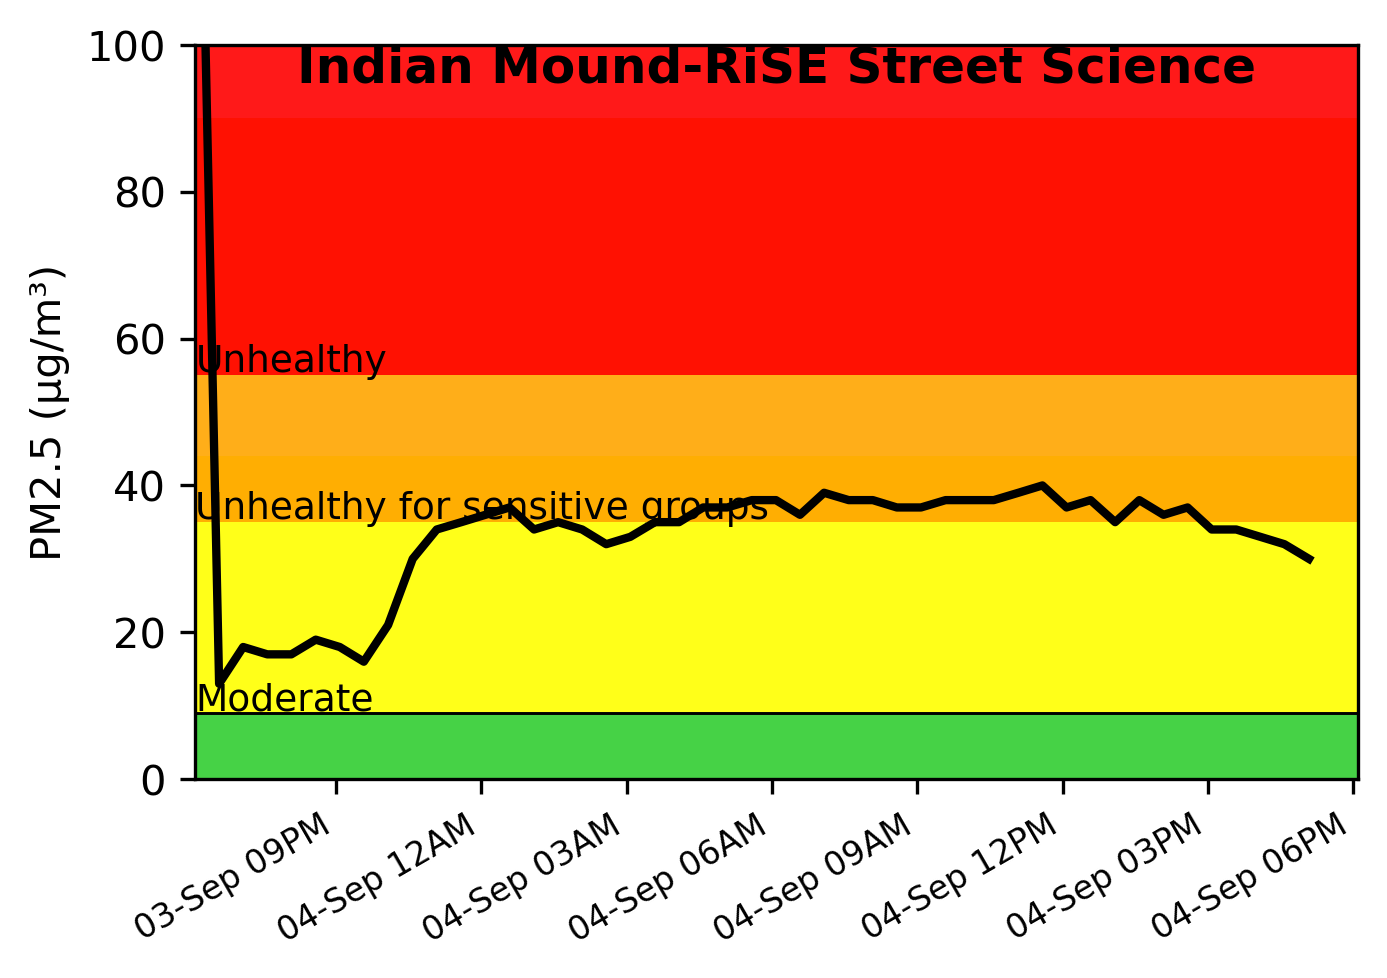 Indian Mound-RiSE Street Science
PM2.5 (µg/m³)
100
80
60
40
20
0
Unhealthy
Unhealthy for sensitive groups
Moderate
03-Sep 09PM
04-Sep 12AM
04-Sep 03AM
04-Sep 06AM
04-Sep 09AM
04-Sep 12PM
04-Sep 03PM
04-Sep 06PM